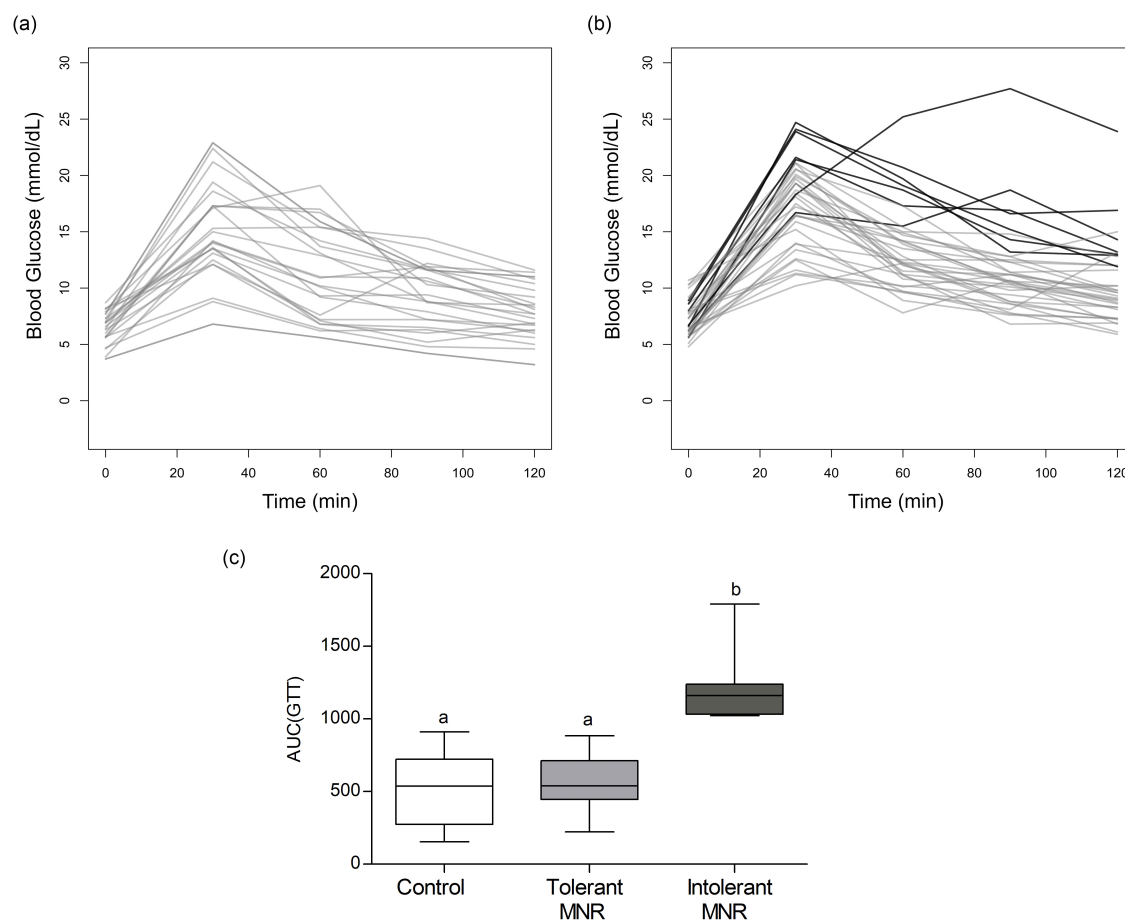 (a)
Blood Glucose (mmol/dL)
30
25
20
15
10
5
0
0 20 40 60 80 100 120
Time (min)
(b)
Blood Glucose (mmol/dL)
30
25
20
15
10
5
0
0 20 40 60 80 100 120
Time (min)
(c)
AUC(GTT)
2000
1500
1000
500
0
a
a
b
Control Tolerant Intolerant
MNR MNR